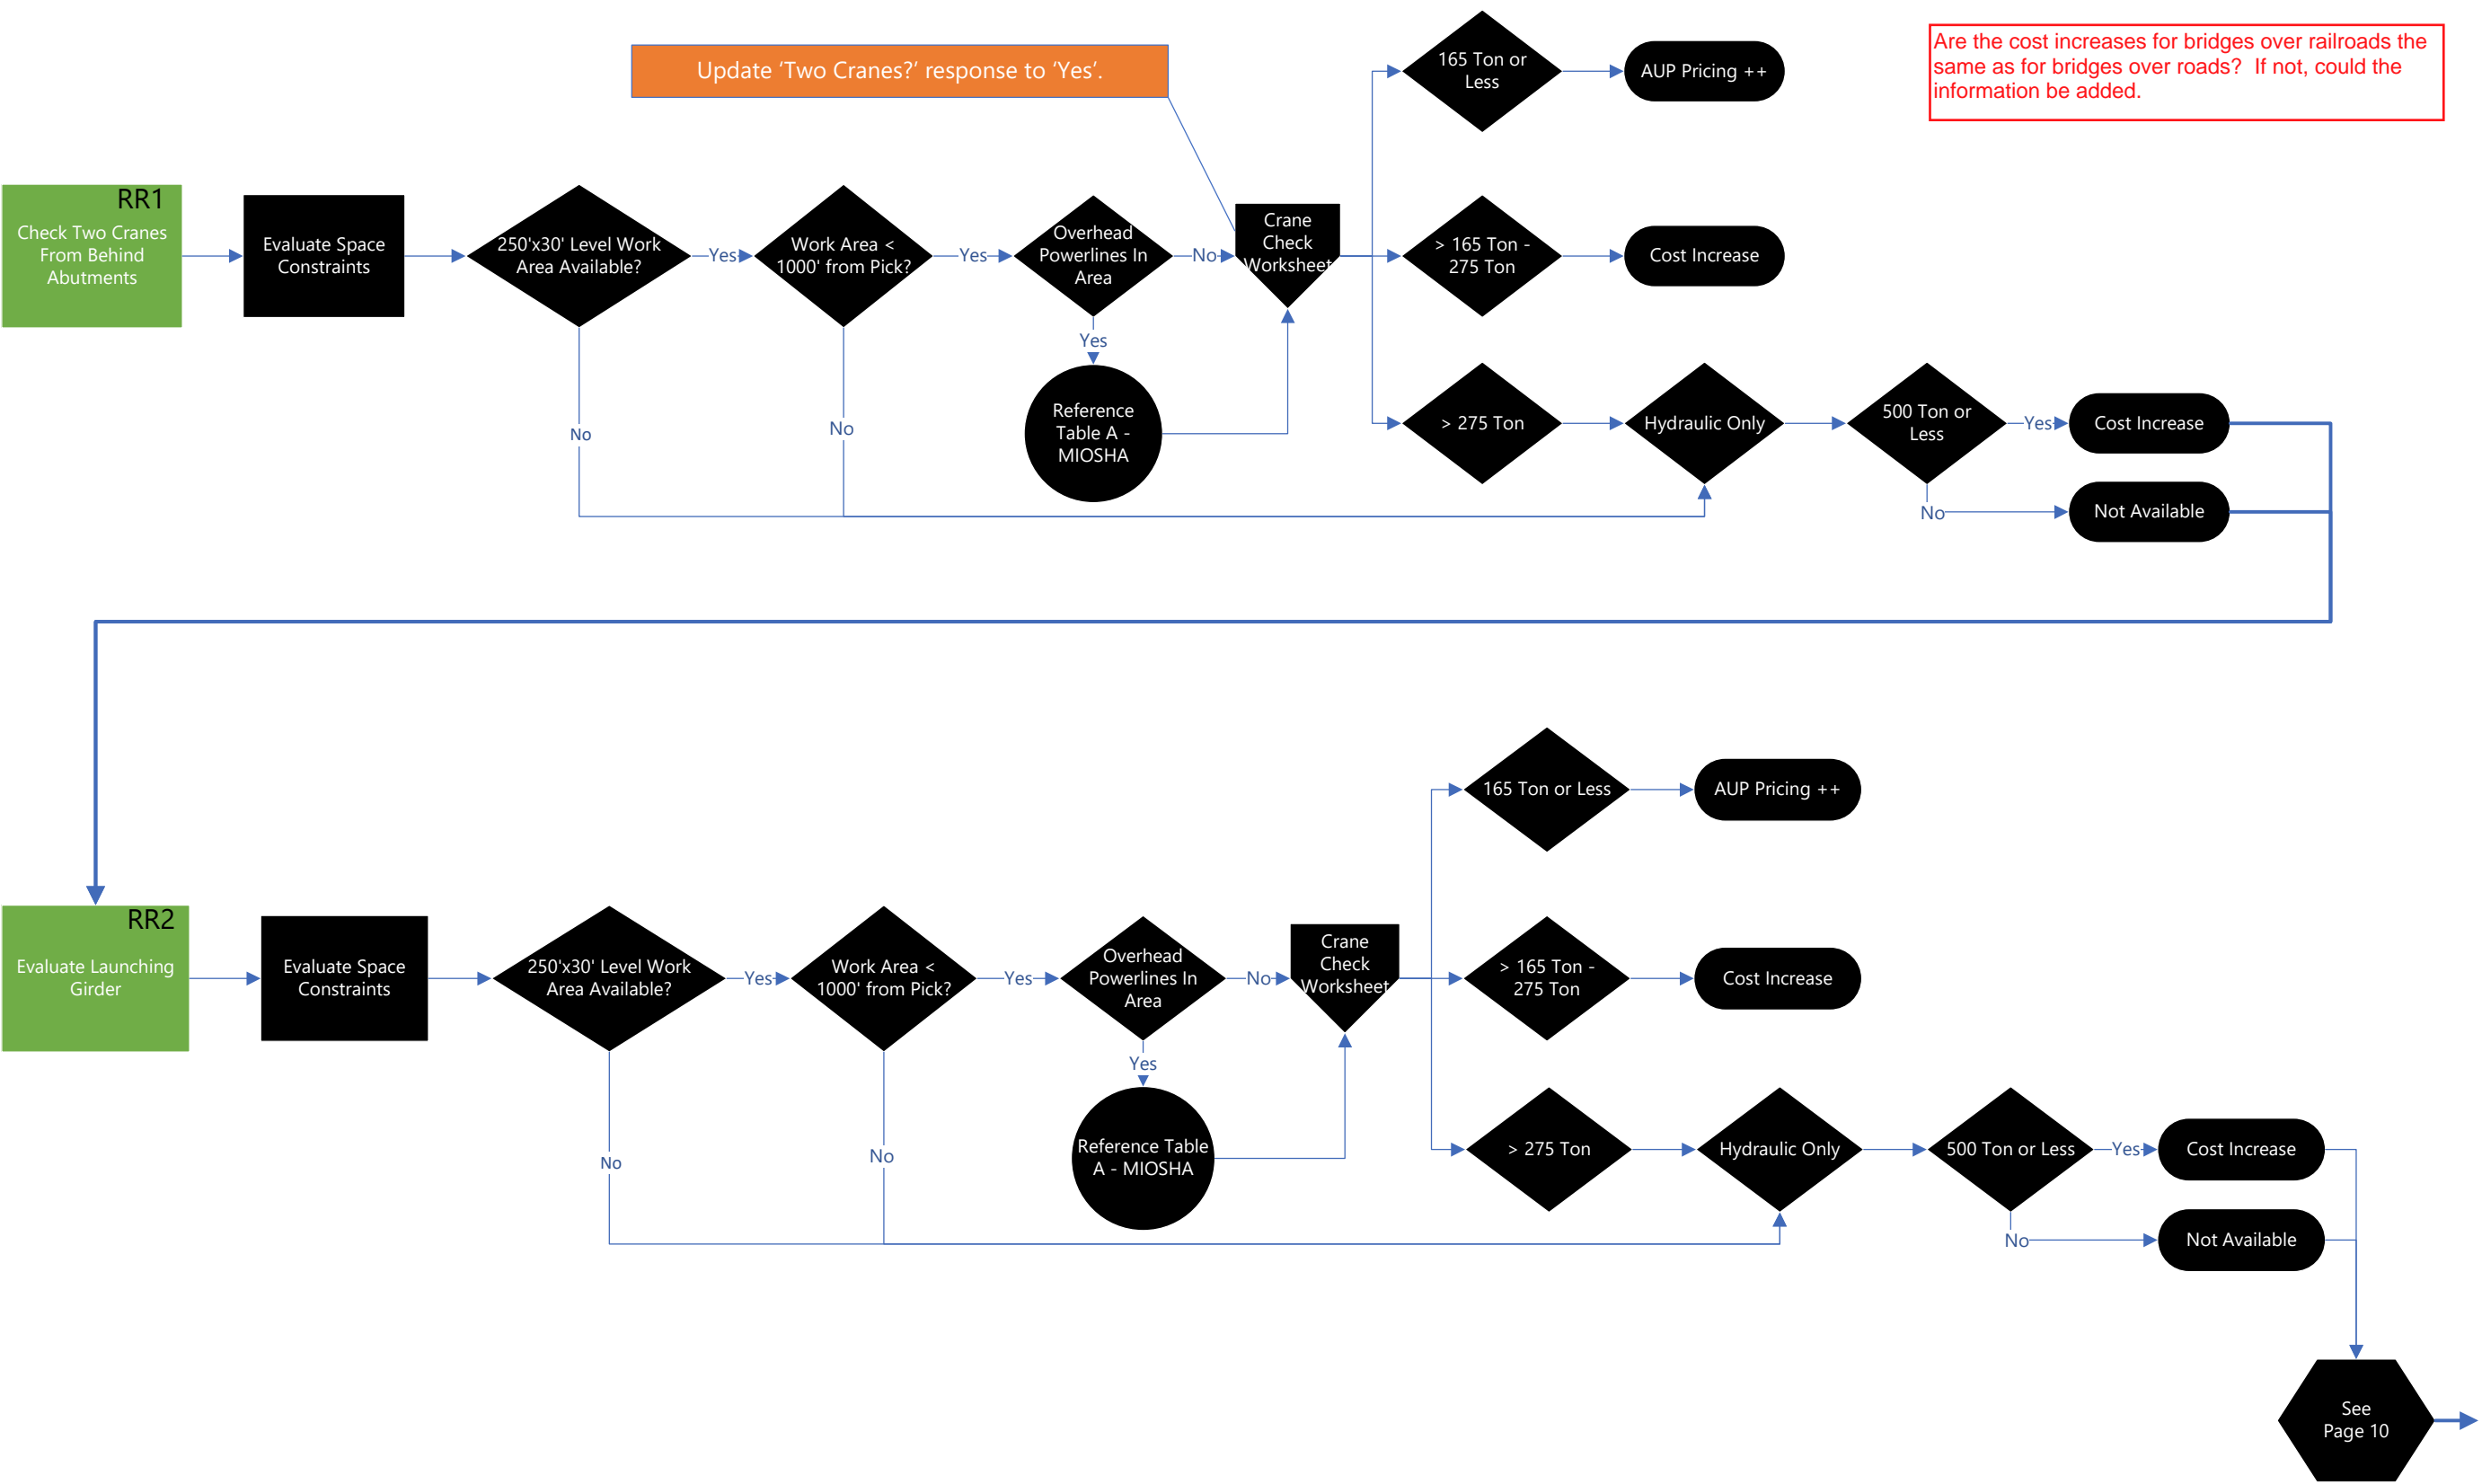 Update ‘Two Cranes?’ response to ‘Yes’.
Are the cost increases for bridges over railroads the
same as for bridges over roads?  If not, could the
information be added.
165 Ton or
Less
AUP Pricing ++
RR1
Check Two Cranes
From Behind
Abutments
Evaluate Space
Constraints
250'x30' Level Work
Area Available?
Yes
Work Area <
1000' from Pick?
Yes
Overhead
Powerlines In
Area
No
Crane
Check
Worksheet
> 165 Ton -
275 Ton
Cost Increase
Yes
No
No
Reference
Table A -
MIOSHA
> 275 Ton
Hydraulic Only
500 Ton or
Less
Yes
Cost Increase
No
Not Available
165 Ton or Less
AUP Pricing ++
RR2
Evaluate Launching
Girder
Evaluate Space
Constraints
250'x30' Level Work
Area Available?
Yes
Work Area <
1000' from Pick?
Yes
Overhead
Powerlines In
Area
No
Crane
Check
Worksheet
> 165 Ton -
275 Ton
Cost Increase
Yes
No
No
Reference Table
A - MIOSHA
> 275 Ton
Hydraulic Only
500 Ton or Less
Yes
Cost Increase
No
Not Available
See
Page 10